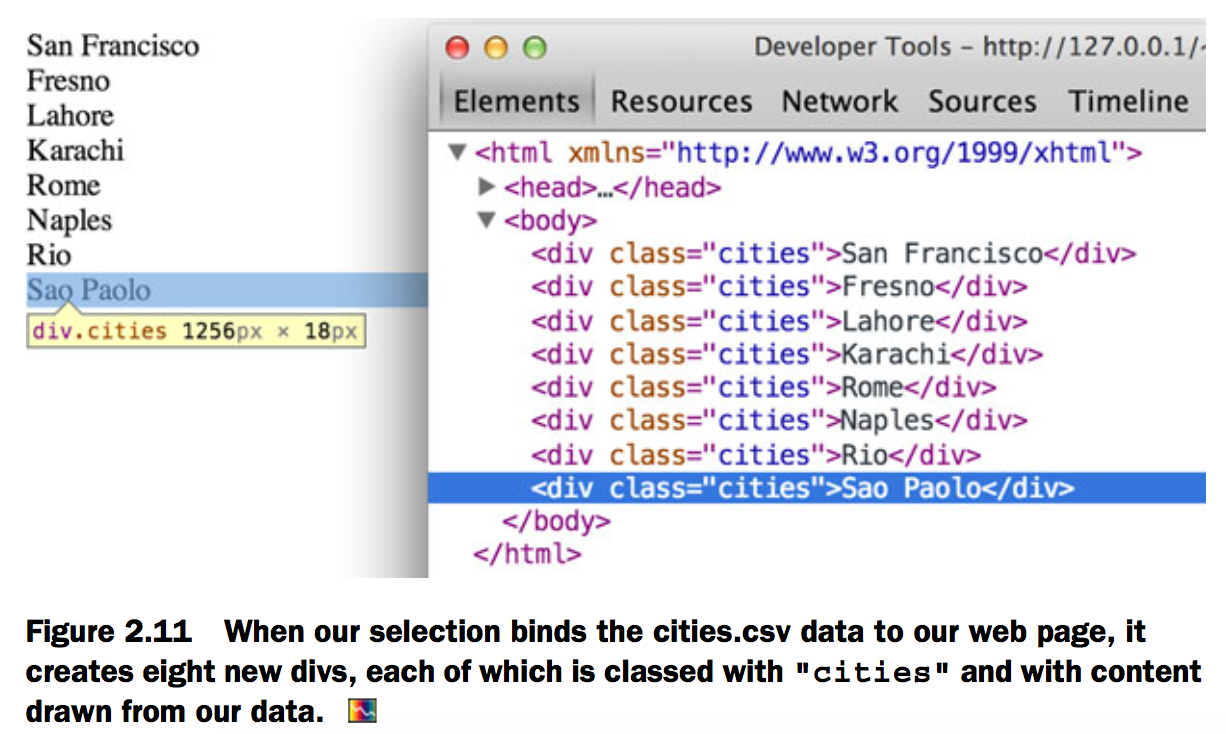 San Francisco
Fresno
Lahore
Karachi
Rome
Naples
Rio
Sao Paolo
div.cities 1256px × 18px
Developer Tools – http://127.0.0.1/~
Elements Resources Network Sources Timeline
▼<html xmlns="http://www.w3.org/1999/xhtml">
▶<head>…</head>
▼<body>
<div class="cities">San Francisco</div>
<div class="cities">Fresno</div>
<div class="cities">Lahore</div>
<div class="cities">Karachi</div>
<div class="cities">Rome</div>
<div class="cities">Naples</div>
<div class="cities">Rio</div>
<div class="cities">Sao Paolo</div>
</body>
</html>
Figure 2.11 When our selection binds the cities.csv data to our web page, it
creates eight new divs, each of which is classed with "cities" and with content
drawn from our data.